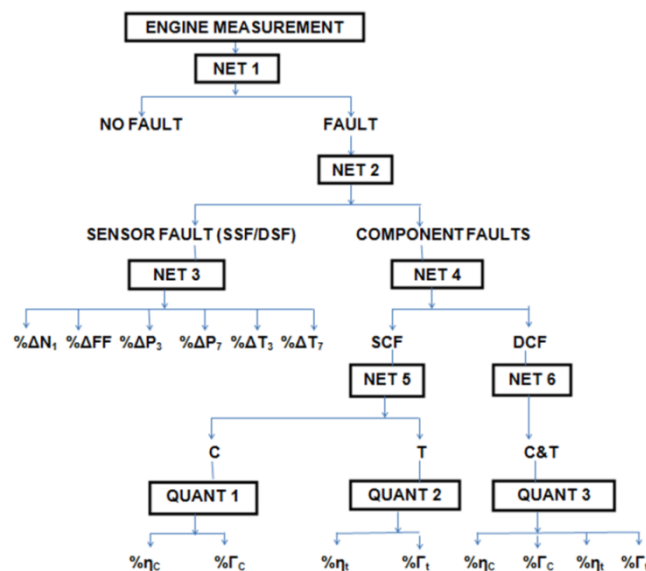 ENGINE MEASUREMENT
NET 1
NO FAULT FAULT
NET 2
SENSOR FAULT (SSF/DSF) COMPONENT FAULTS
NET 3 NET 4
%ΔN₁ %ΔFF %ΔP₃ %ΔP₇ %ΔT₃ %ΔT₇ SCF DCF
NET 5 NET 6
C T C&T
QUANT 1 QUANT 2 QUANT 3
%ηC %ΓC %ηt %Γt %ηC %ΓC %ηt %Γt